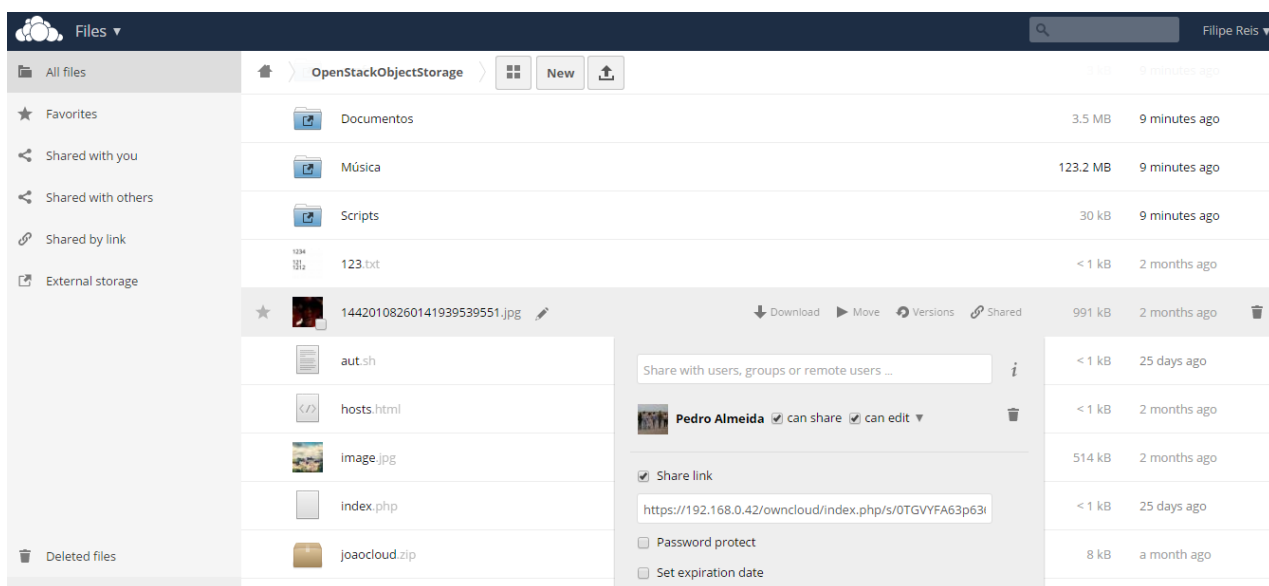 Files ▾
Filipe Reis ▾
All files
Favorites
Shared with you
Shared with others
Shared by link
External storage
Deleted files
OpenStackObjectStorage
New
9 minutes ago
Documentos 3.5 MB 9 minutes ago
Música 123.2 MB 9 minutes ago
Scripts 30 kB 9 minutes ago
123.txt < 1 kB 2 months ago
14420108260141939539551.jpg Download Move Versions Shared 991 kB 2 months ago
aut.sh < 1 kB 25 days ago
hosts.html < 1 kB 2 months ago
image.jpg 514 kB 2 months ago
index.php < 1 kB 25 days ago
joaocloud.zip 8 kB a month ago
Share with users, groups or remote users ...
Pedro Almeida can share can edit ▾
Share link
https://192.168.0.42/owncloud/index.php/s/0TGVYFA63p63
Password protect
Set expiration date